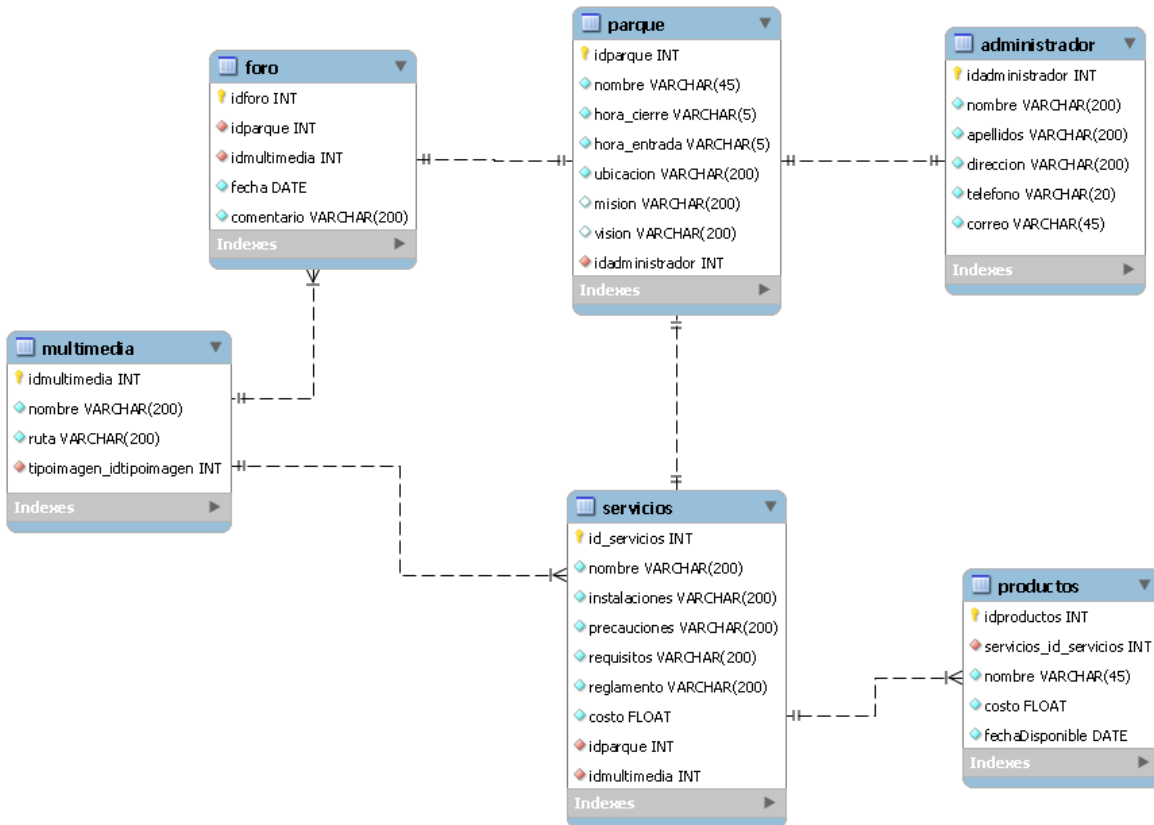 foro
idforo INT
idparque INT
idmultimedia INT
fecha DATE
comentario VARCHAR(200)
Indexes
parque
idparque INT
nombre VARCHAR(45)
hora_cierre VARCHAR(5)
hora_entrada VARCHAR(5)
ubicacion VARCHAR(200)
mision VARCHAR(200)
vision VARCHAR(200)
idadministrador INT
Indexes
administrador
idadministrador INT
nombre VARCHAR(200)
apellidos VARCHAR(200)
direccion VARCHAR(200)
telefono VARCHAR(20)
correo VARCHAR(45)
Indexes
multimedia
idmultimedia INT
nombre VARCHAR(200)
ruta VARCHAR(200)
tipoimagen_idtipoimagen INT
Indexes
servicios
id_servicios INT
nombre VARCHAR(200)
instalaciones VARCHAR(200)
precauciones VARCHAR(200)
requisitos VARCHAR(200)
reglamento VARCHAR(200)
costo FLOAT
idparque INT
idmultimedia INT
Indexes
productos
idproductos INT
servicios_id_servicios INT
nombre VARCHAR(45)
costo FLOAT
fechaDisponible DATE
Indexes